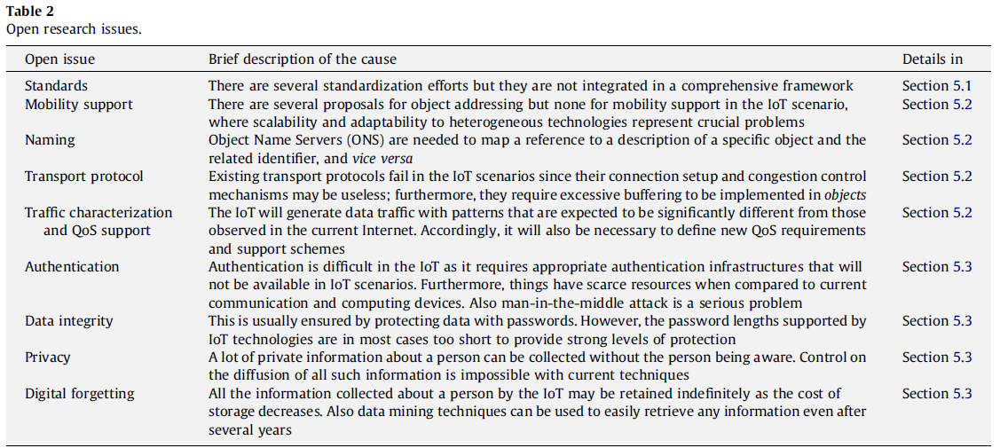 Table 2
Open research issues.
Open issue Brief description of the cause Details in
Standards There are several standardization efforts but they are not integrated in a comprehensive framework Section 5.1
Mobility support There are several proposals for object addressing but none for mobility support in the IoT scenario, Section 5.2
where scalability and adaptability to heterogeneous technologies represent crucial problems
Naming Object Name Servers (ONS) are needed to map a reference to a description of a specific object and the Section 5.2
related identifier, and vice versa
Transport protocol Existing transport protocols fail in the IoT scenarios since their connection setup and congestion control Section 5.2
mechanisms may be useless; furthermore, they require excessive buffering to be implemented in objects
Traffic characterization The IoT will generate data traffic with patterns that are expected to be significantly different from those Section 5.2
and QoS support observed in the current Internet. Accordingly, it will also be necessary to define new QoS requirements
and support schemes
Authentication Authentication is difficult in the IoT as it requires appropriate authentication infrastructures that will Section 5.3
not be available in IoT scenarios. Furthermore, things have scarce resources when compared to current
communication and computing devices. Also man-in-the-middle attack is a serious problem
Data integrity This is usually ensured by protecting data with passwords. However, the password lengths supported by Section 5.3
IoT technologies are in most cases too short to provide strong levels of protection
Privacy A lot of private information about a person can be collected without the person being aware. Control on Section 5.3
the diffusion of all such information is impossible with current techniques
Digital forgetting All the information collected about a person by the IoT may be retained indefinitely as the cost of Section 5.3
storage decreases. Also data mining techniques can be used to easily retrieve any information even after
several years